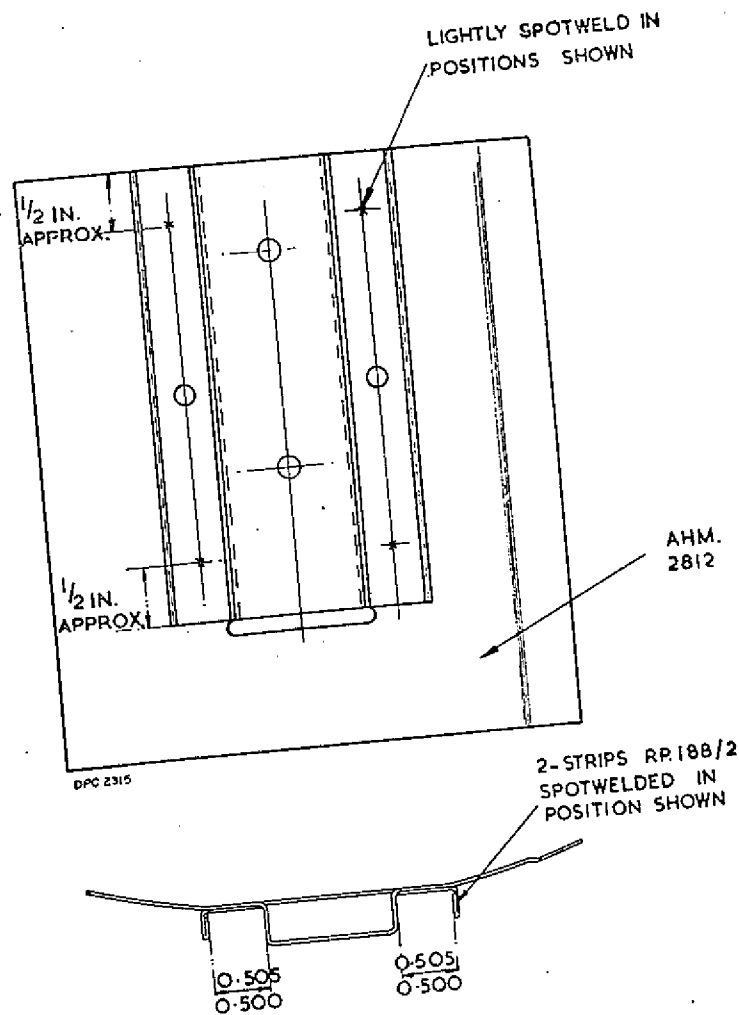 LIGHTLY SPOTWELD IN
POSITIONS SHOWN
1/2 IN.
APPROX.
1/2 IN.
APPROX.
AHM.
2812
DPC 2315
2-STRIPS RP.188/2
SPOTWELDED IN
POSITION SHOWN
0.505
0.500
0.505
0.500